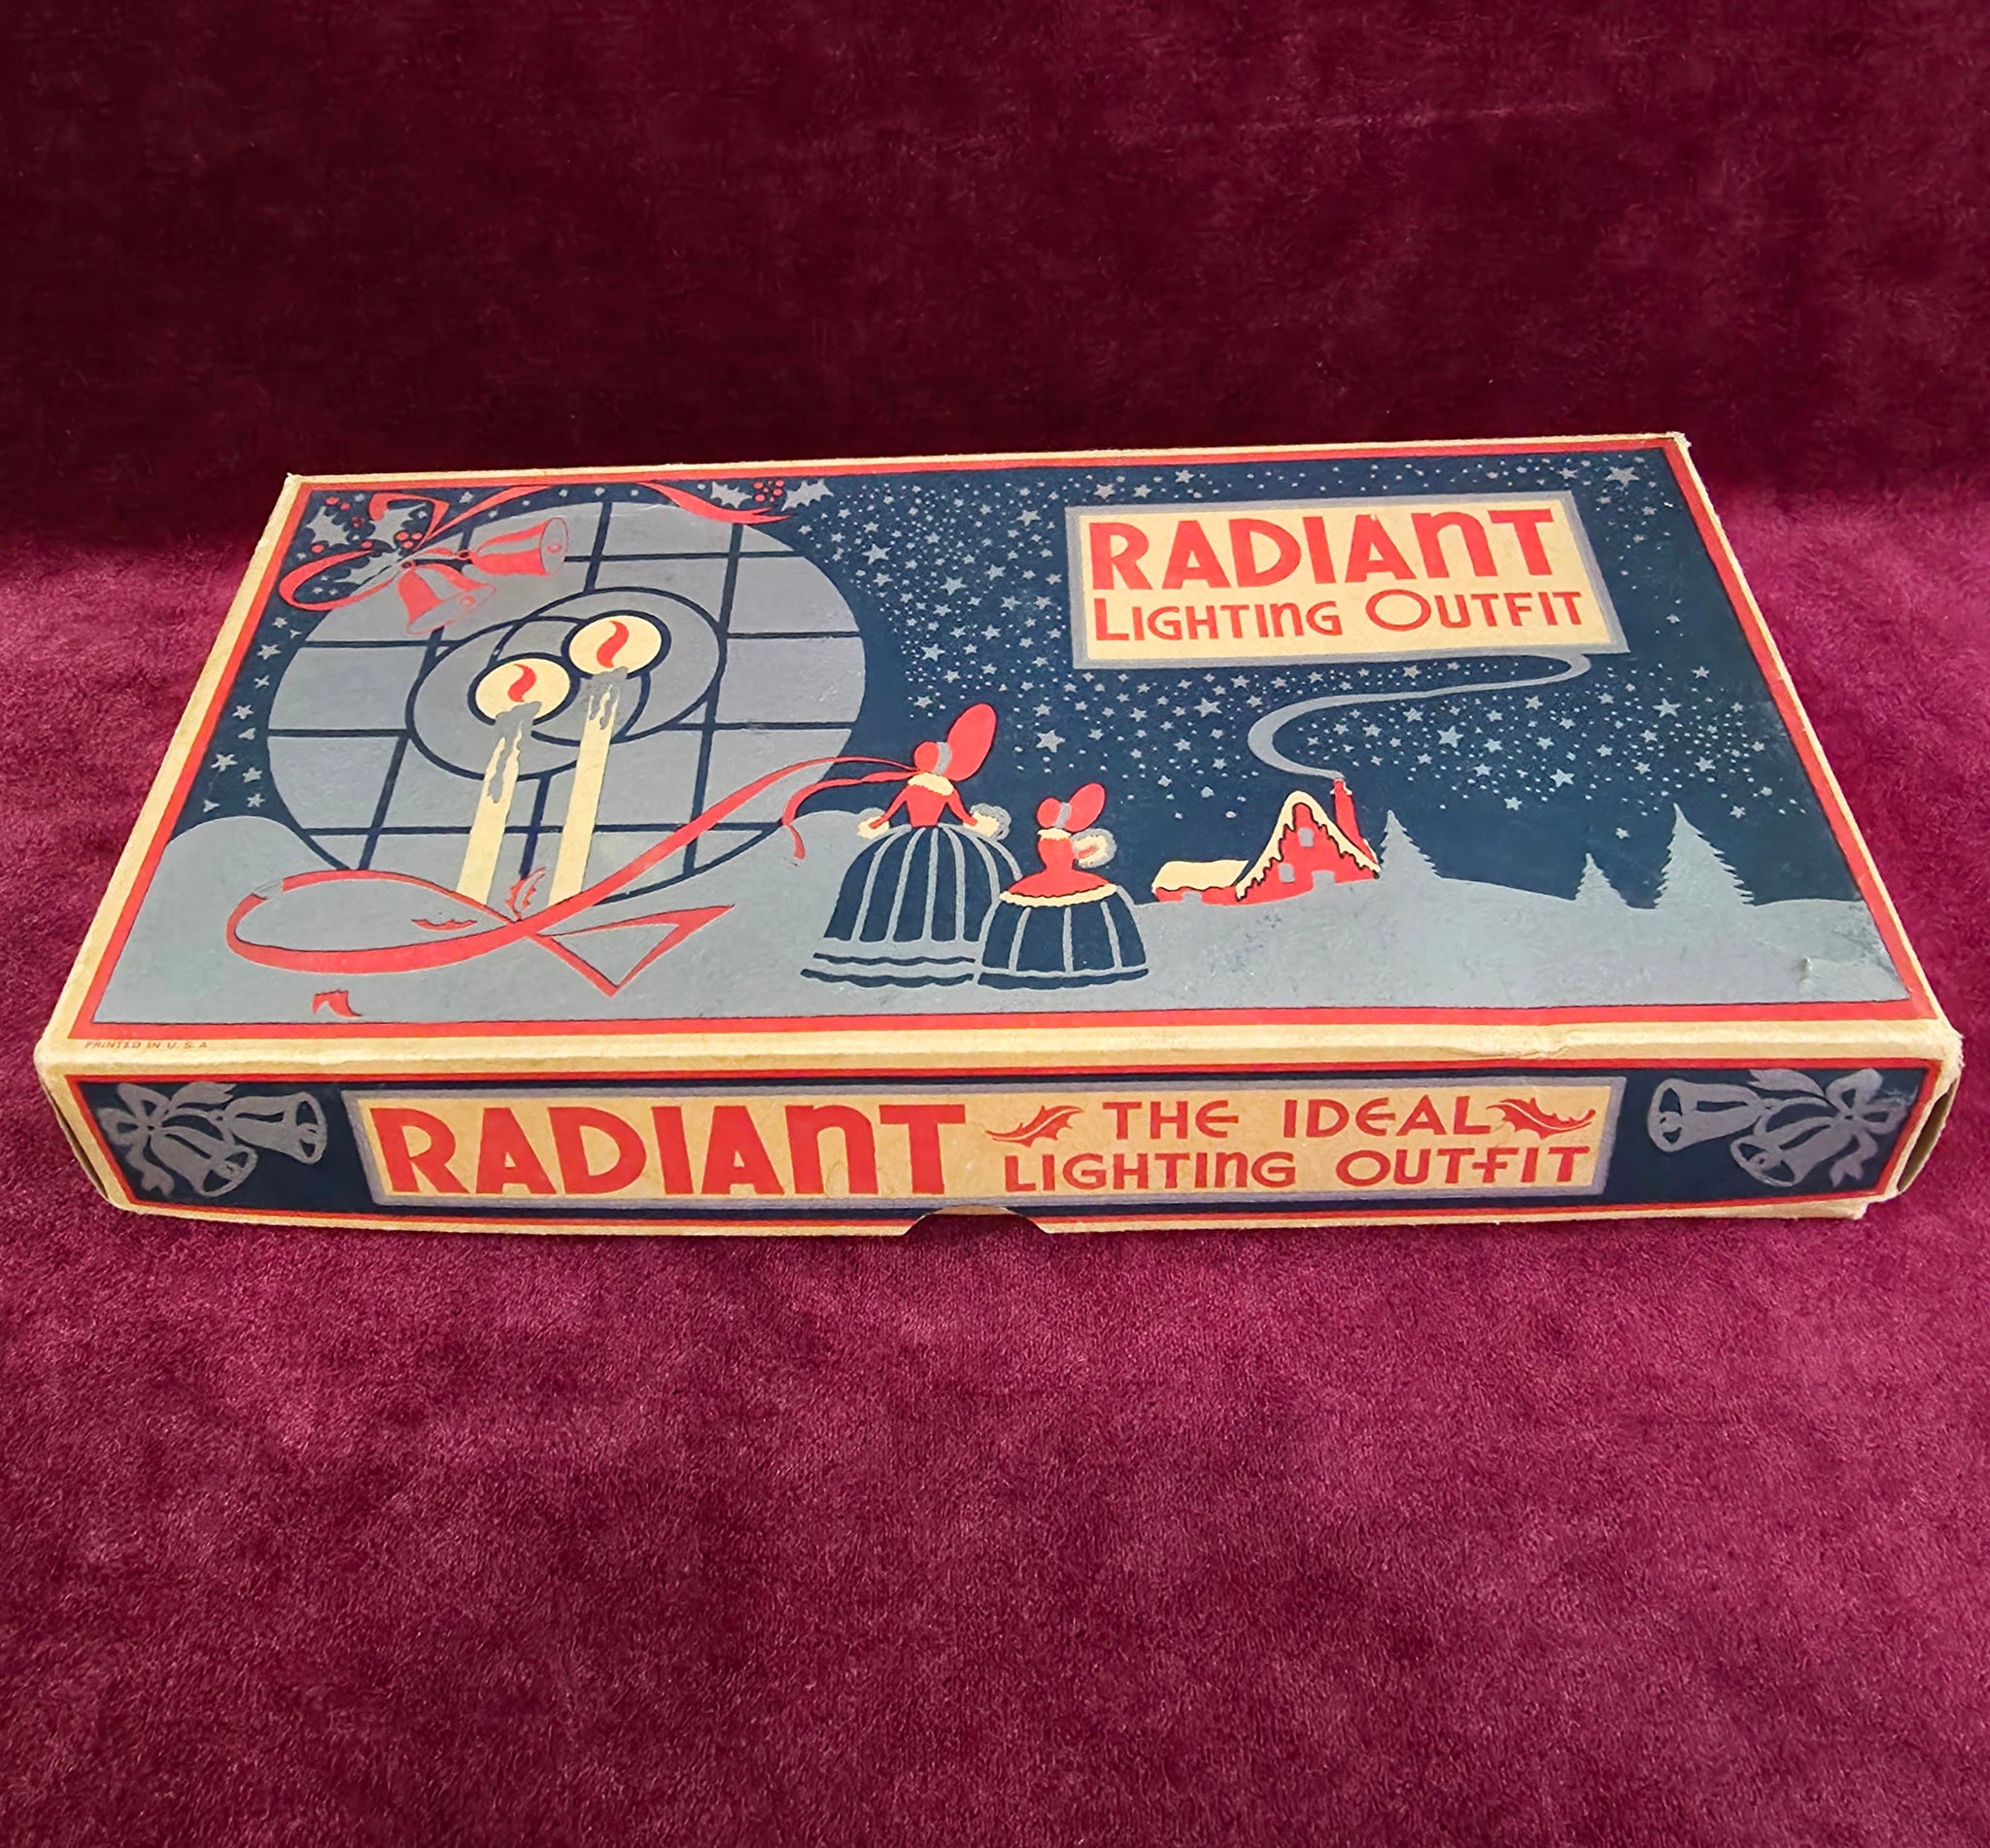 RADIANT
LIGHTING OUTFIT
PRINTED IN U. S. A.
RADIANT THE IDEAL
LIGHTING OUTFIT